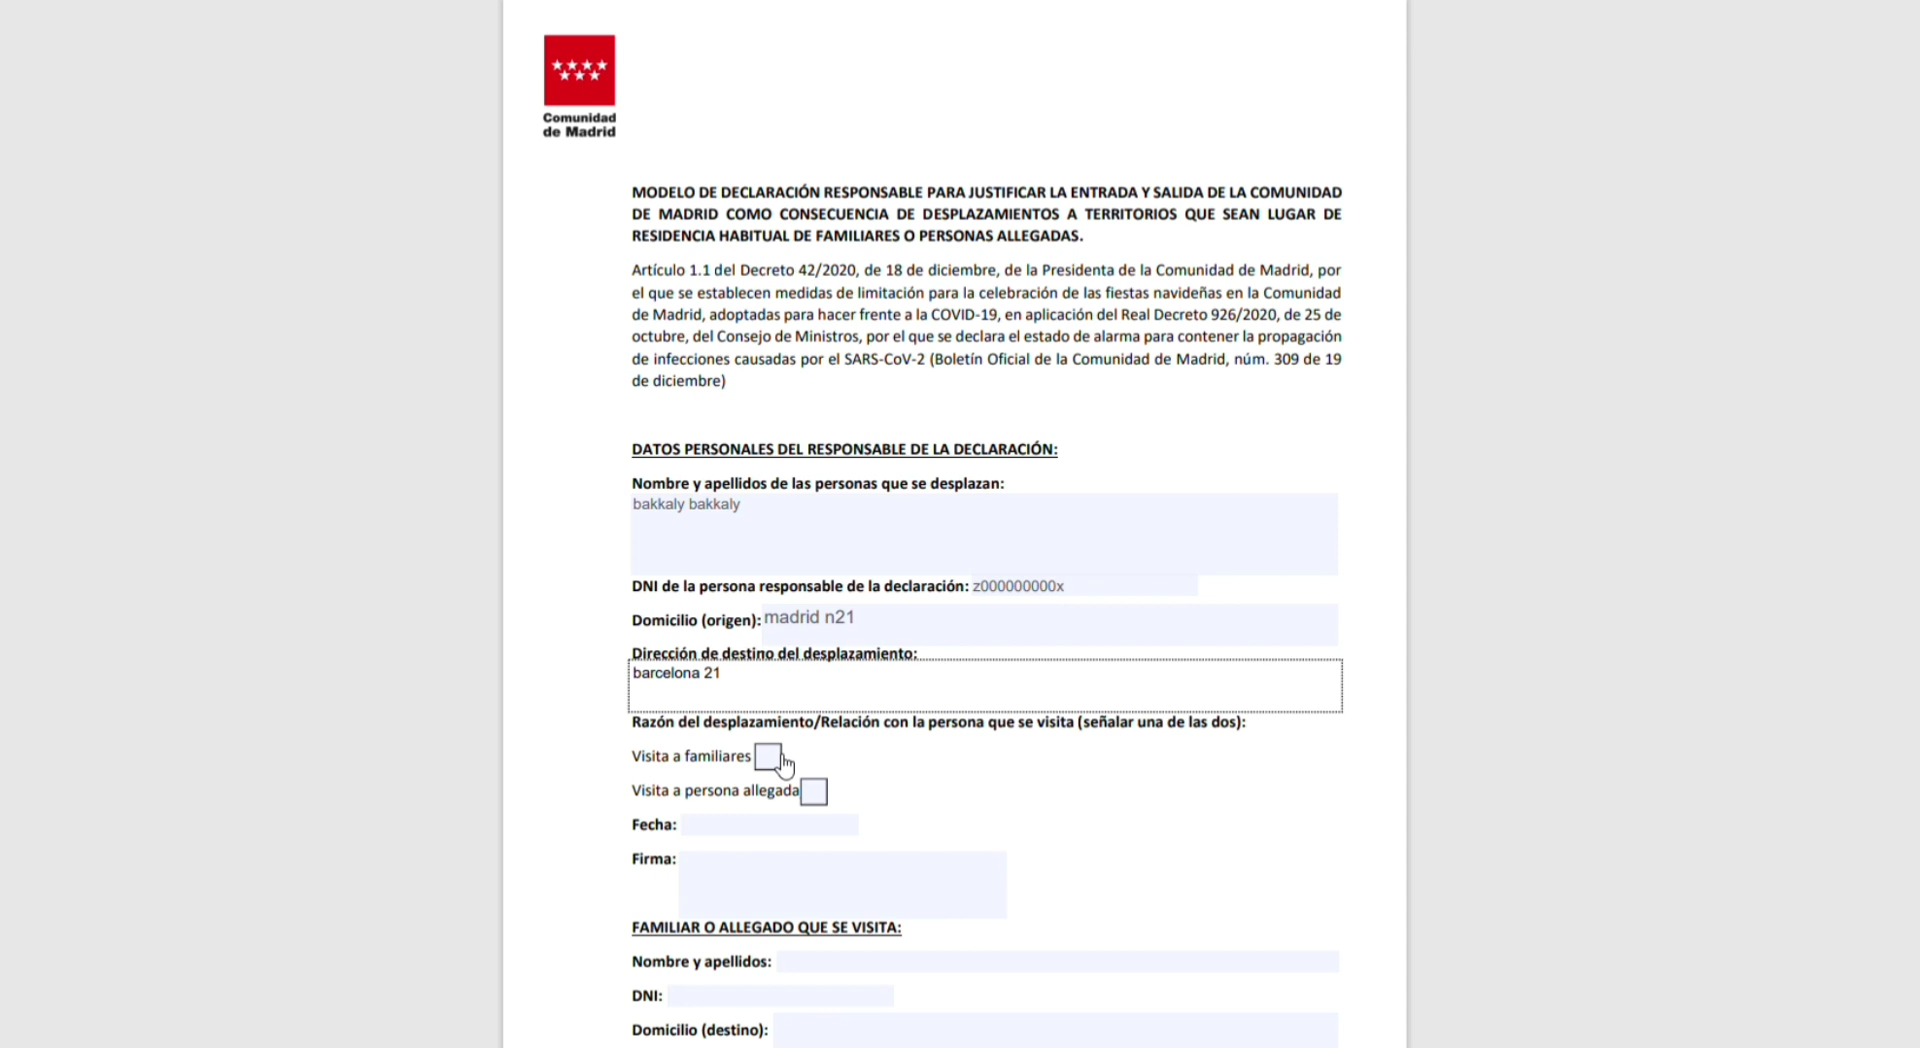 Comunidad
de Madrid
MODELO DE DECLARACIÓN RESPONSABLE PARA JUSTIFICAR LA ENTRADA Y SALIDA DE LA COMUNIDAD
DE MADRID COMO CONSECUENCIA DE DESPLAZAMIENTOS A TERRITORIOS QUE SEAN LUGAR DE
RESIDENCIA HABITUAL DE FAMILIARES O PERSONAS ALLEGADAS.
Artículo 1.1 del Decreto 42/2020, de 18 de diciembre, de la Presidenta de la Comunidad de Madrid, por
el que se establecen medidas de limitación para la celebración de las fiestas navideñas en la Comunidad
de Madrid, adoptadas para hacer frente a la COVID-19, en aplicación del Real Decreto 926/2020, de 25 de
octubre, del Consejo de Ministros, por el que se declara el estado de alarma para contener la propagación
de infecciones causadas por el SARS-CoV-2 (Boletín Oficial de la Comunidad de Madrid, núm. 309 de 19
de diciembre)
DATOS PERSONALES DEL RESPONSABLE DE LA DECLARACIÓN:
Nombre y apellidos de las personas que se desplazan:
bakkaly bakkaly
DNI de la persona responsable de la declaración: z000000000x
Domicilio (origen): madrid n21
Dirección de destino del desplazamiento:
barcelona 21
Razón del desplazamiento/Relación con la persona que se visita (señalar una de las dos):
Visita a familiares
Visita a persona allegada
Fecha:
Firma:
FAMILIAR O ALLEGADO QUE SE VISITA:
Nombre y apellidos:
DNI:
Domicilio (destino):